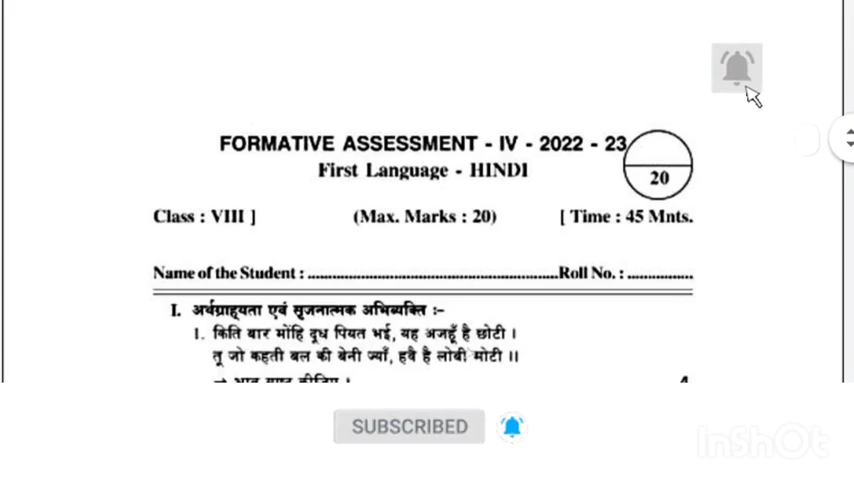 FORMATIVE ASSESSMENT - IV - 2022 - 23
First Language - HINDI
20
Class : VIII ]
(Max. Marks : 20)
[ Time : 45 Mnts.
Name of the Student : ............................................................Roll No. : ...............
I. अर्थग्राह्यता एवं सृजनात्मक अभिव्यक्ति :-
1. किति बार मोंहि दूध पियत भई, यह अजहूँ है छोटी ।
तू जो कहती बल की बेनी ज्यौं, हवै है लोबी मोटी ।।
4
SUBSCRIBED
InShOt